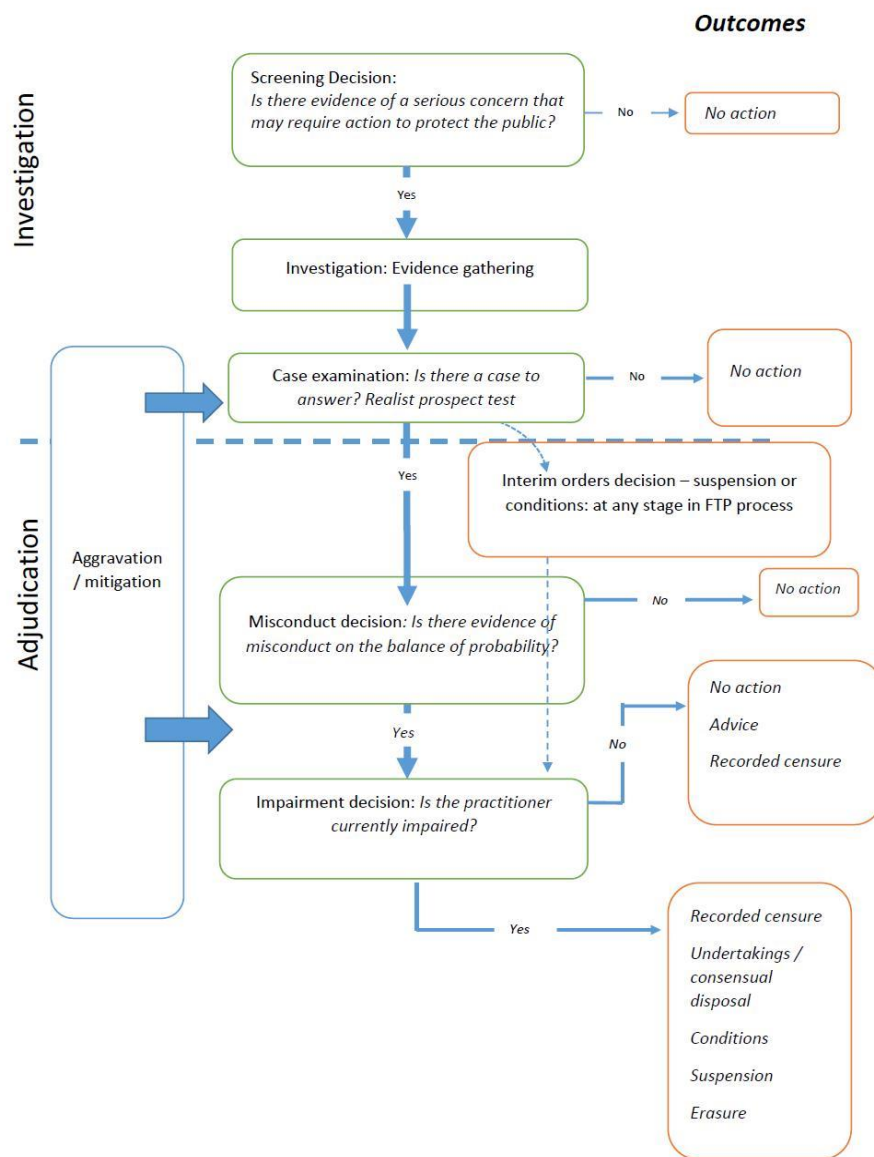 Outcomes
Investigation
Screening Decision:
Is there evidence of a serious concern that
may require action to protect the public?
No
No action
Yes
Investigation: Evidence gathering
Case examination: Is there a case to
answer? Realist prospect test
No
No action
Yes
Interim orders decision – suspension or
conditions: at any stage in FTP process
Adjudication
Aggravation
/ mitigation
Misconduct decision: Is there evidence of
misconduct on the balance of probability?
No
No action
Yes
Impairment decision: Is the practitioner
currently impaired?
No
No action
Advice
Recorded censure
Yes
Recorded censure
Undertakings /
consensual
disposal
Conditions
Suspension
Erasure